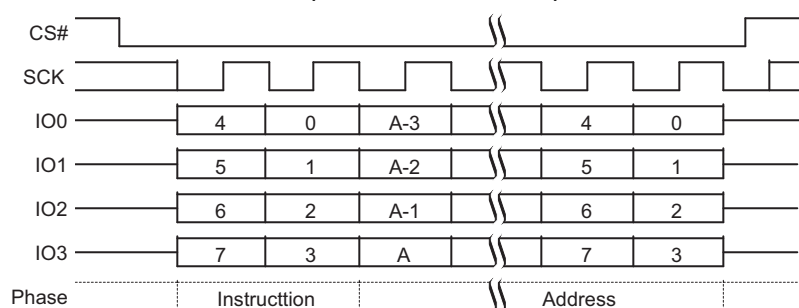 CS#
SCK
IO0 4 0 A-3 4 0
IO1 5 1 A-2 5 1
IO2 6 2 A-1 6 2
IO3 7 3 A 7 3
Phase Instructtion Address